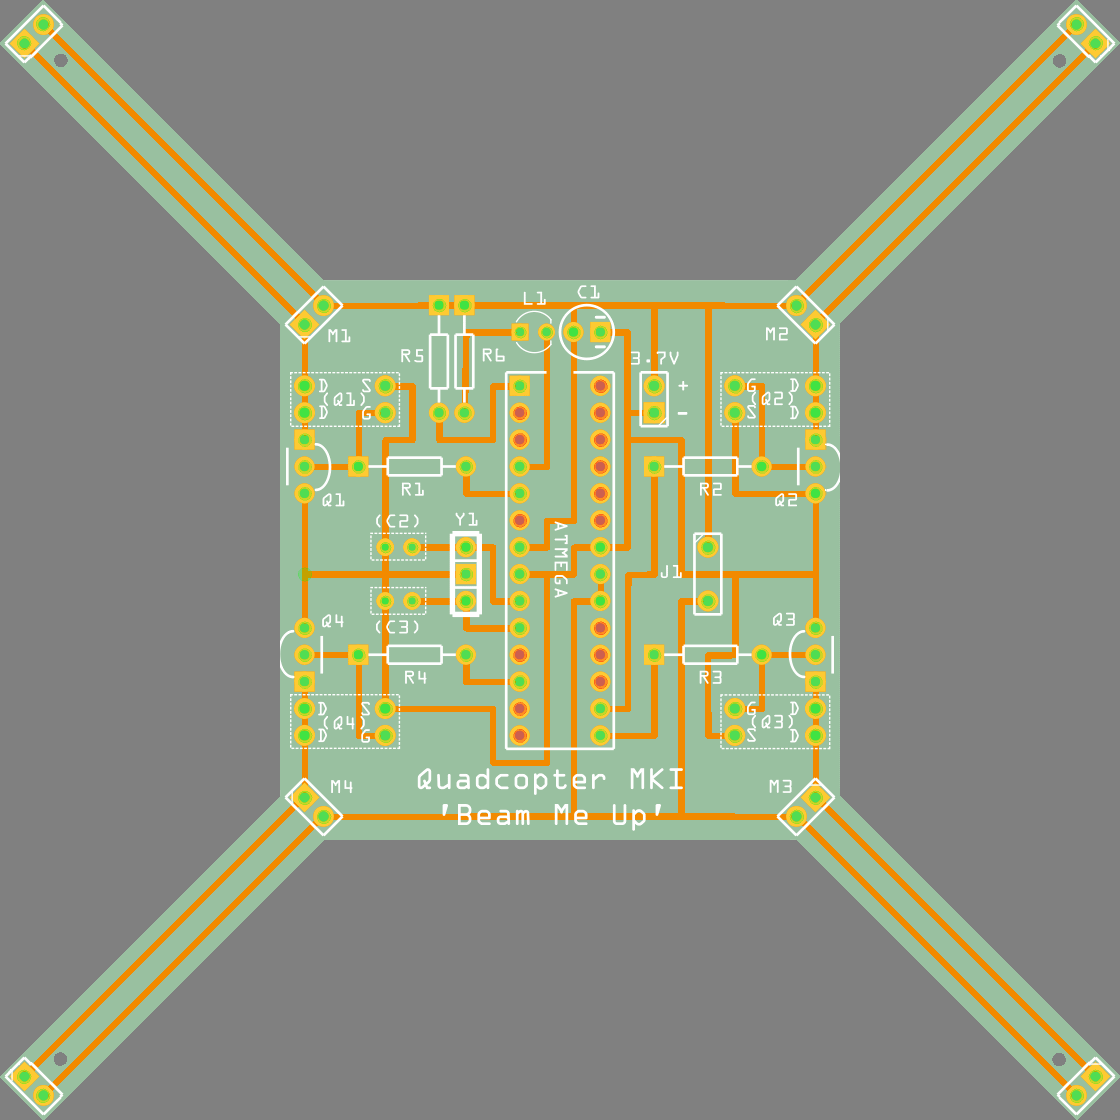 L1 C1
M1 M2
R5 R6 3.7V
D S + G D
(Q1) (Q2)
D G - S D
R1 R2
Q1 Q2
(C2) Y1
ATMEGA
J1
Q4 (C3) Q3
R4 R3
D S G D
(Q4) (Q3)
D G S D
M4 M3
Quadcopter MKI
'Beam Me Up'